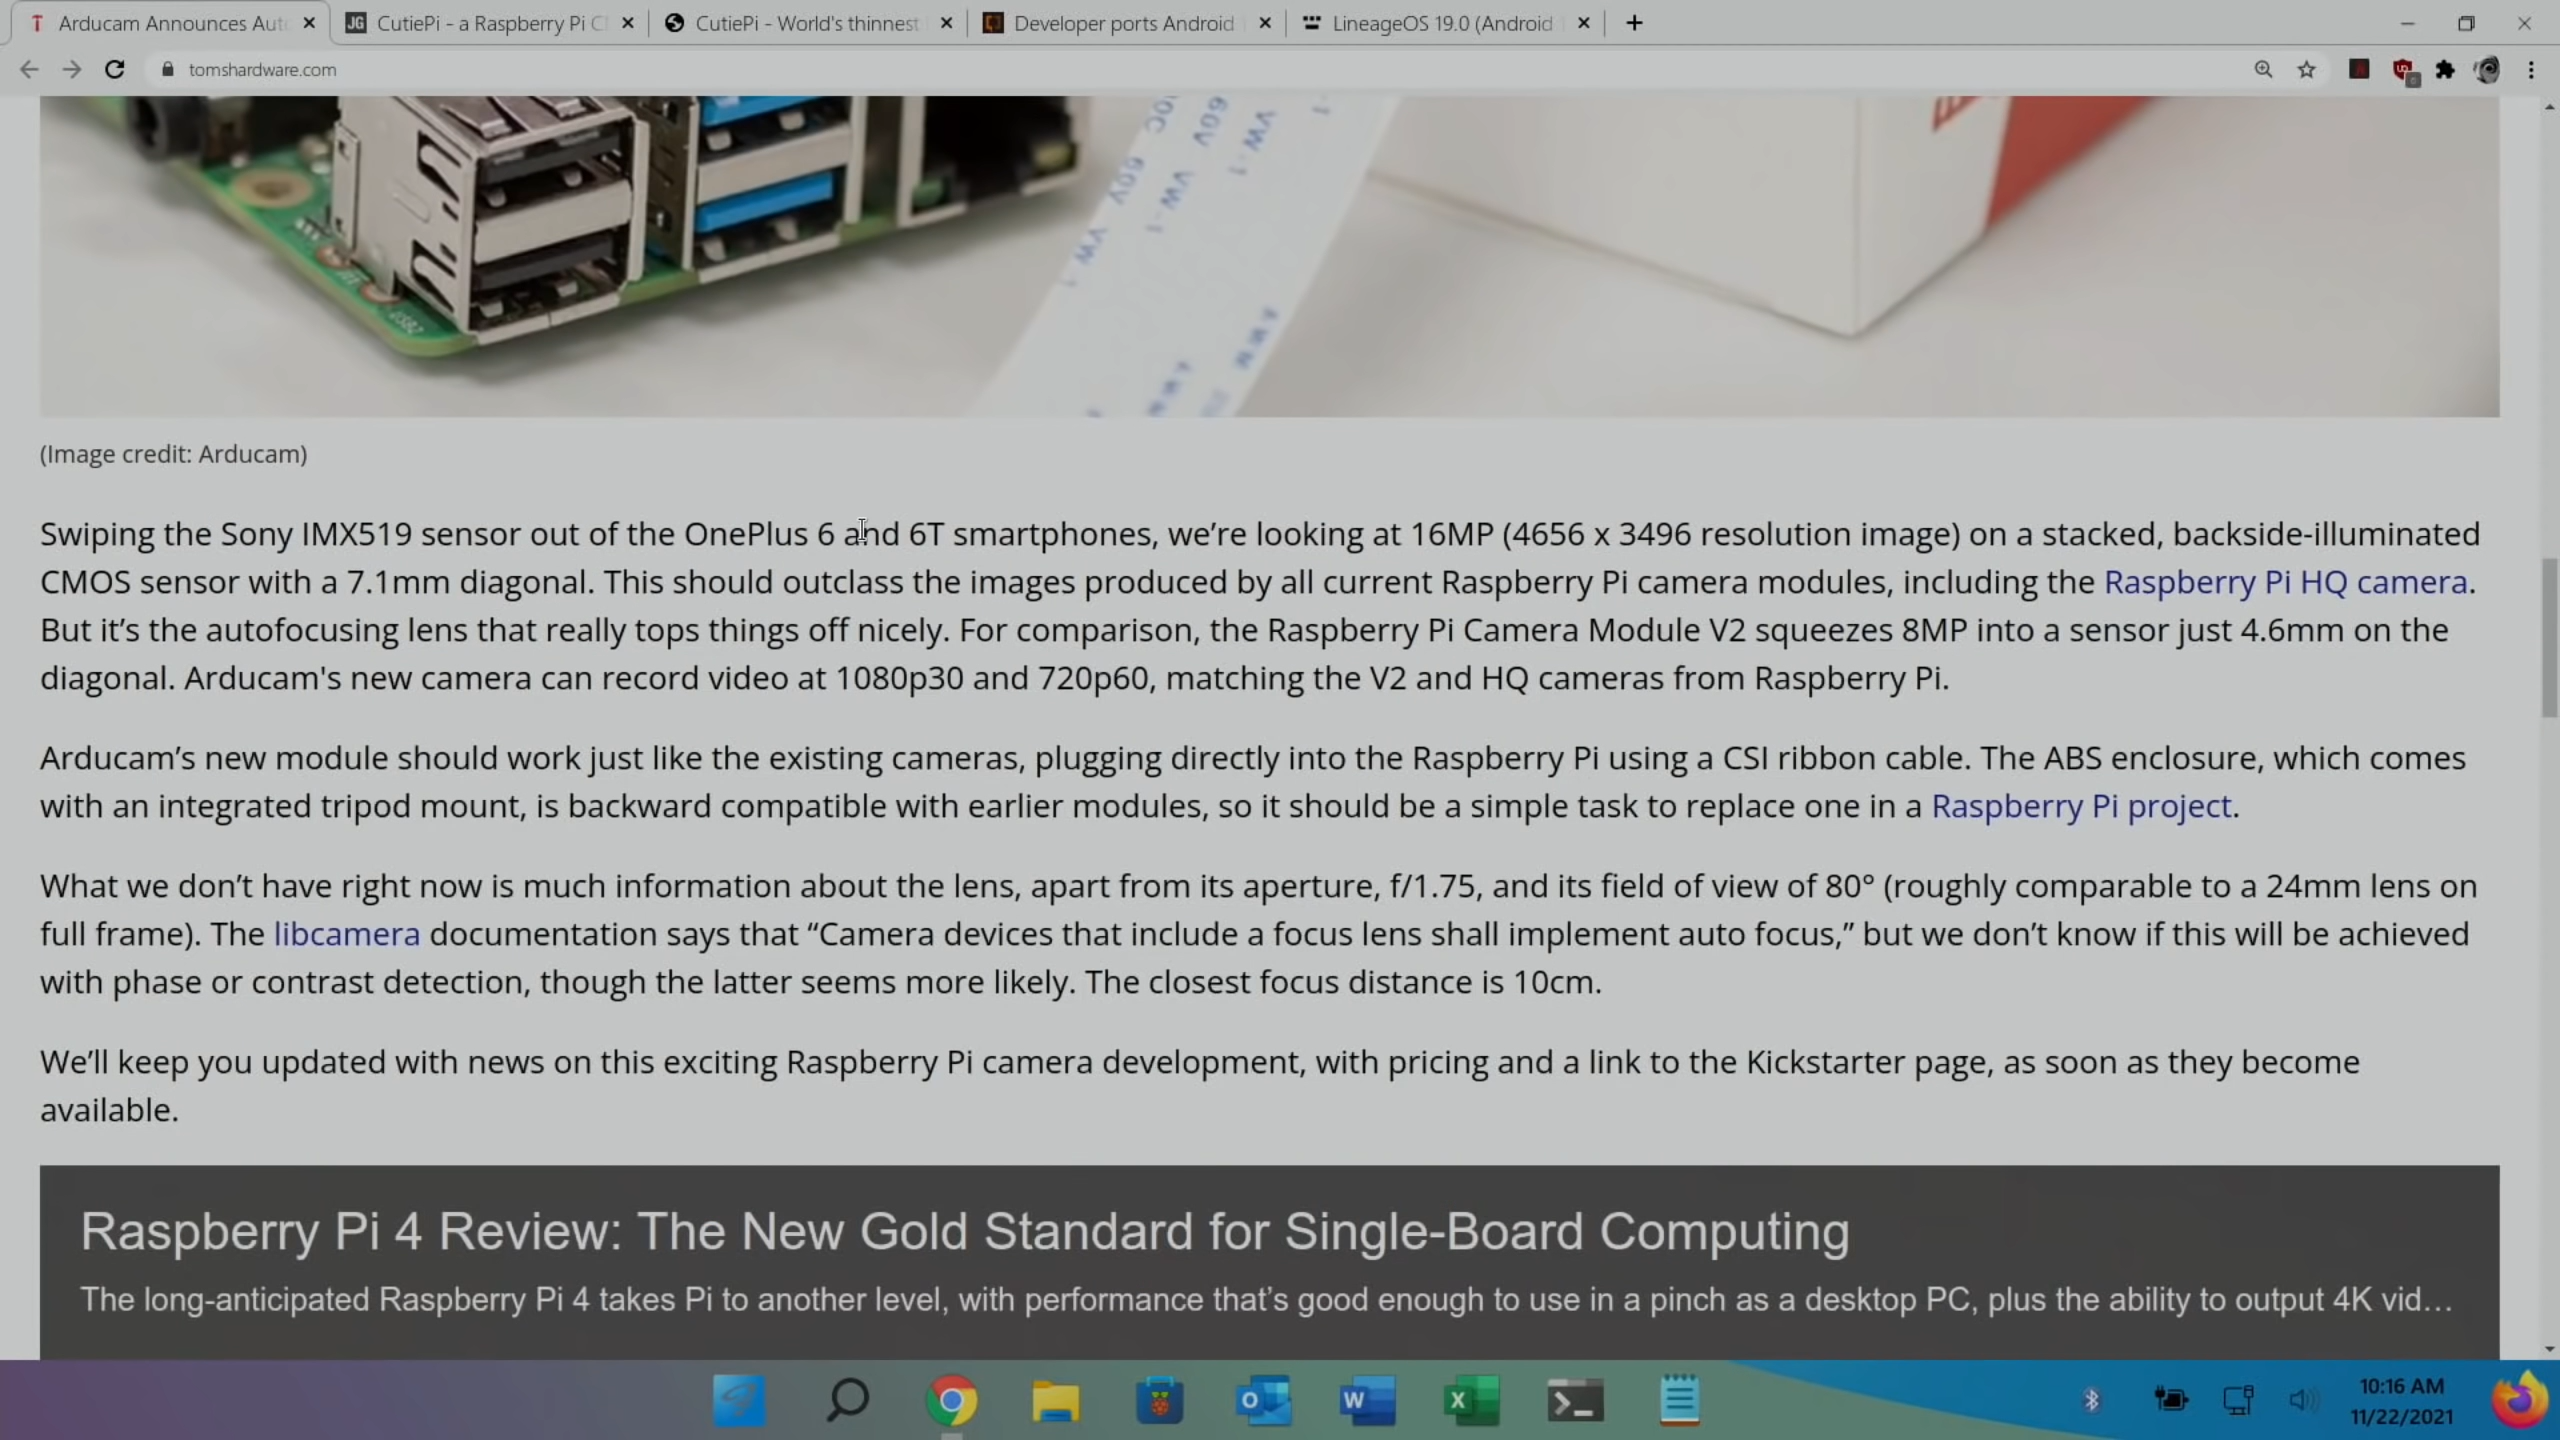 Arducam Announces Aut
CutiePi - a Raspberry Pi C
CutiePi - World's thinnest
Developer ports Android
LineageOS 19.0 (Android
tomshardware.com
60V VW-1
60V VW-1
VW-1
(Image credit: Arducam)
Swiping the Sony IMX519 sensor out of the OnePlus 6 and 6T smartphones, we’re looking at 16MP (4656 x 3496 resolution image) on a stacked, backside-illuminated
CMOS sensor with a 7.1mm diagonal. This should outclass the images produced by all current Raspberry Pi camera modules, including the Raspberry Pi HQ camera.
But it’s the autofocusing lens that really tops things off nicely. For comparison, the Raspberry Pi Camera Module V2 squeezes 8MP into a sensor just 4.6mm on the
diagonal. Arducam's new camera can record video at 1080p30 and 720p60, matching the V2 and HQ cameras from Raspberry Pi.
Arducam’s new module should work just like the existing cameras, plugging directly into the Raspberry Pi using a CSI ribbon cable. The ABS enclosure, which comes
with an integrated tripod mount, is backward compatible with earlier modules, so it should be a simple task to replace one in a Raspberry Pi project.
What we don’t have right now is much information about the lens, apart from its aperture, f/1.75, and its field of view of 80° (roughly comparable to a 24mm lens on
full frame). The libcamera documentation says that “Camera devices that include a focus lens shall implement auto focus,” but we don’t know if this will be achieved
with phase or contrast detection, though the latter seems more likely. The closest focus distance is 10cm.
We’ll keep you updated with news on this exciting Raspberry Pi camera development, with pricing and a link to the Kickstarter page, as soon as they become
available.
Raspberry Pi 4 Review: The New Gold Standard for Single-Board Computing
The long-anticipated Raspberry Pi 4 takes Pi to another level, with performance that’s good enough to use in a pinch as a desktop PC, plus the ability to output 4K vid…
10:16 AM
11/22/2021